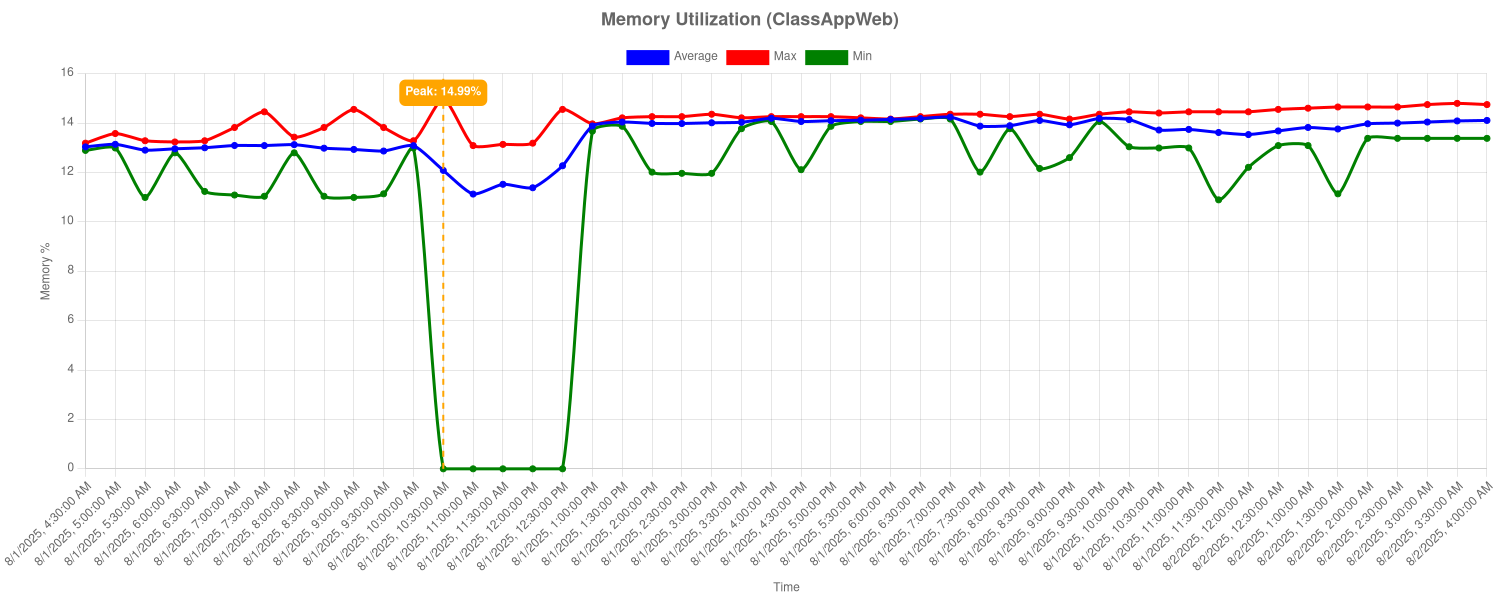 Memory Utilization (ClassAppWeb)
Average Max Min
Peak: 14.99%
16
14
12
10
8
6
4
2
0
Memory %
8/1/2025, 4:30:00 AM
8/1/2025, 5:00:00 AM
8/1/2025, 5:30:00 AM
8/1/2025, 6:00:00 AM
8/1/2025, 6:30:00 AM
8/1/2025, 7:00:00 AM
8/1/2025, 7:30:00 AM
8/1/2025, 8:00:00 AM
8/1/2025, 8:30:00 AM
8/1/2025, 9:00:00 AM
8/1/2025, 9:30:00 AM
8/1/2025, 10:00:00 AM
8/1/2025, 10:30:00 AM
8/1/2025, 11:00:00 AM
8/1/2025, 11:30:00 AM
8/1/2025, 12:00:00 PM
8/1/2025, 12:30:00 PM
8/1/2025, 1:00:00 PM
8/1/2025, 1:30:00 PM
8/1/2025, 2:00:00 PM
8/1/2025, 2:30:00 PM
8/1/2025, 3:00:00 PM
8/1/2025, 3:30:00 PM
8/1/2025, 4:00:00 PM
8/1/2025, 4:30:00 PM
8/1/2025, 5:00:00 PM
8/1/2025, 5:30:00 PM
8/1/2025, 6:00:00 PM
8/1/2025, 6:30:00 PM
8/1/2025, 7:00:00 PM
8/1/2025, 7:30:00 PM
8/1/2025, 8:00:00 PM
8/1/2025, 8:30:00 PM
8/1/2025, 9:00:00 PM
8/1/2025, 9:30:00 PM
8/1/2025, 10:00:00 PM
8/1/2025, 10:30:00 PM
8/1/2025, 11:00:00 PM
8/1/2025, 11:30:00 PM
8/2/2025, 12:00:00 AM
8/2/2025, 12:30:00 AM
8/2/2025, 1:00:00 AM
8/2/2025, 1:30:00 AM
8/2/2025, 2:00:00 AM
8/2/2025, 2:30:00 AM
8/2/2025, 3:00:00 AM
8/2/2025, 3:30:00 AM
8/2/2025, 4:00:00 AM
Time